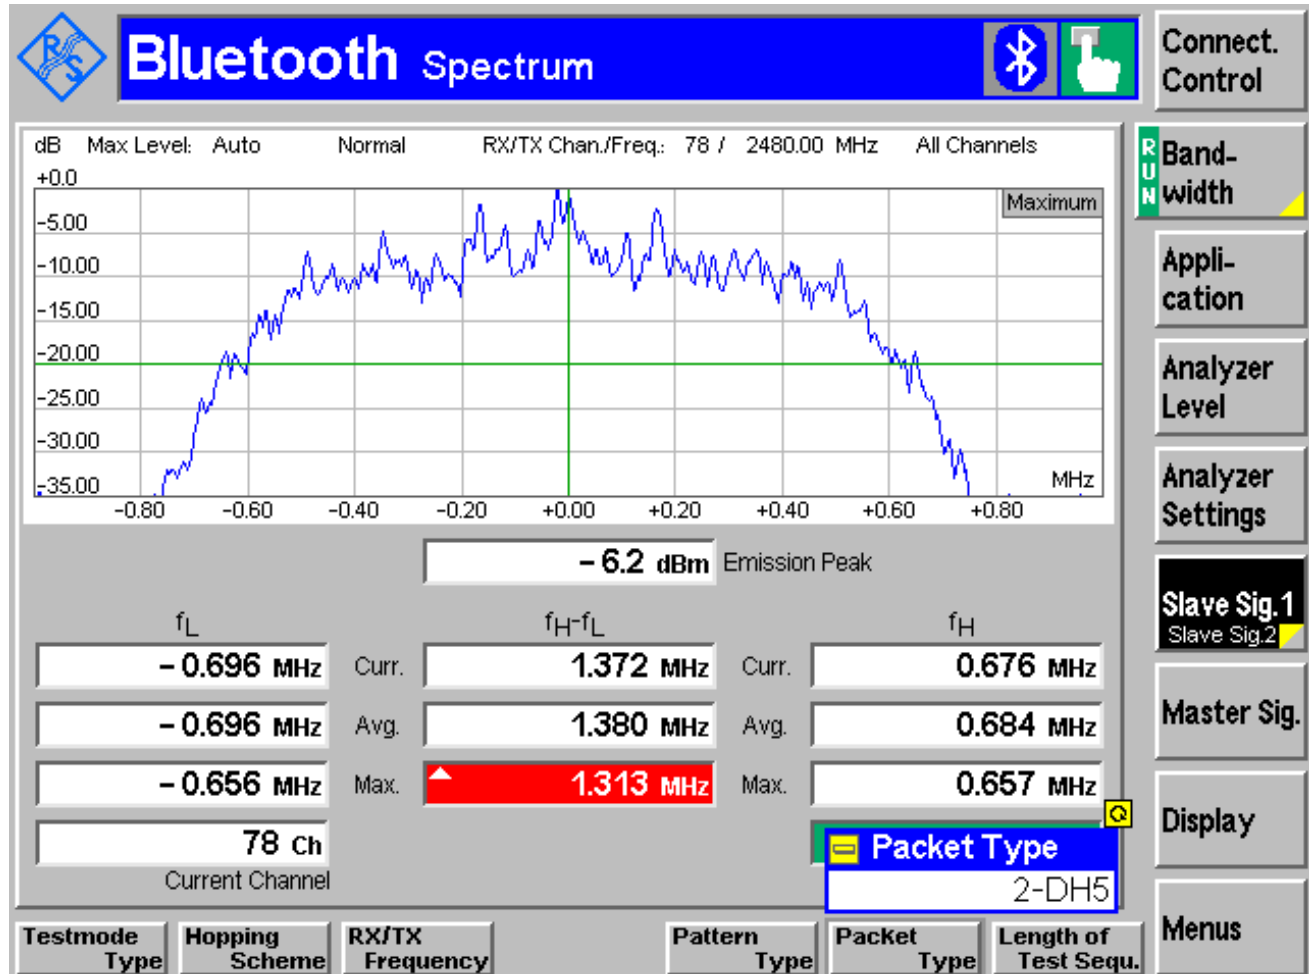 R&S
Bluetooth Spectrum
Connect.
Control
dB Max Level: Auto Normal RX/TX Chan./Freq.: 78 / 2480.00 MHz All Channels
RUN
Band-
width
+0.0
Maximum
-5.00
-10.00
-15.00
-20.00
-25.00
-30.00
-35.00
MHz
-0.80 -0.60 -0.40 -0.20 +0.00 +0.20 +0.40 +0.60 +0.80
Appli-
cation
Analyzer
Level
Analyzer
Settings
– 6.2 dBm Emission Peak
Slave Sig.1
Slave Sig.2
fL fH-fL fH
– 0.696 MHz Curr. 1.372 MHz Curr. 0.676 MHz
– 0.696 MHz Avg. 1.380 MHz Avg. 0.684 MHz
– 0.656 MHz Max. 1.313 MHz Max. 0.657 MHz
Master Sig.
78 Ch
Current Channel
Packet Type
2-DH5
Display
Testmode
Type
Hopping
Scheme
RX/TX
Frequency
Pattern
Type
Packet
Type
Length of
Test Sequ.
Menus